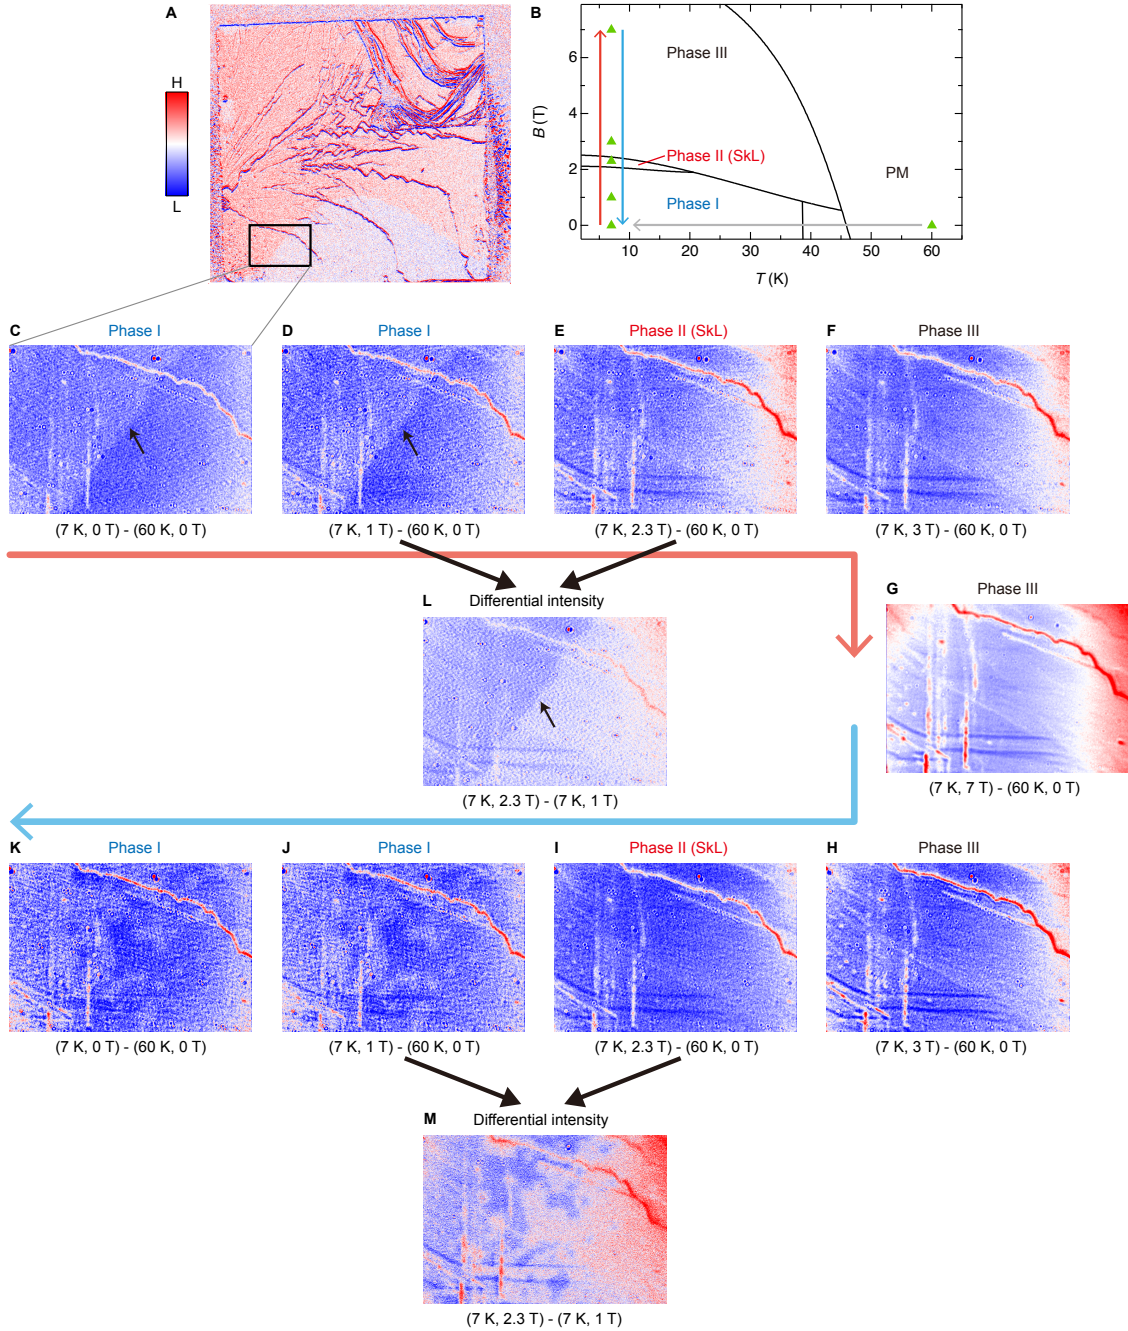 A
H
L
B
B (T)
6
4
2
0
Phase III
Phase II (SkL)
PM
Phase I
10
20
30
40
50
60
T (K)
C
Phase I
(7 K, 0 T) - (60 K, 0 T)
D
Phase I
(7 K, 1 T) - (60 K, 0 T)
E
Phase II (SkL)
(7 K, 2.3 T) - (60 K, 0 T)
F
Phase III
(7 K, 3 T) - (60 K, 0 T)
L
Differential intensity
(7 K, 2.3 T) - (7 K, 1 T)
G
Phase III
(7 K, 7 T) - (60 K, 0 T)
K
Phase I
(7 K, 0 T) - (60 K, 0 T)
J
Phase I
(7 K, 1 T) - (60 K, 0 T)
I
Phase II (SkL)
(7 K, 2.3 T) - (60 K, 0 T)
H
Phase III
(7 K, 3 T) - (60 K, 0 T)
M
Differential intensity
(7 K, 2.3 T) - (7 K, 1 T)